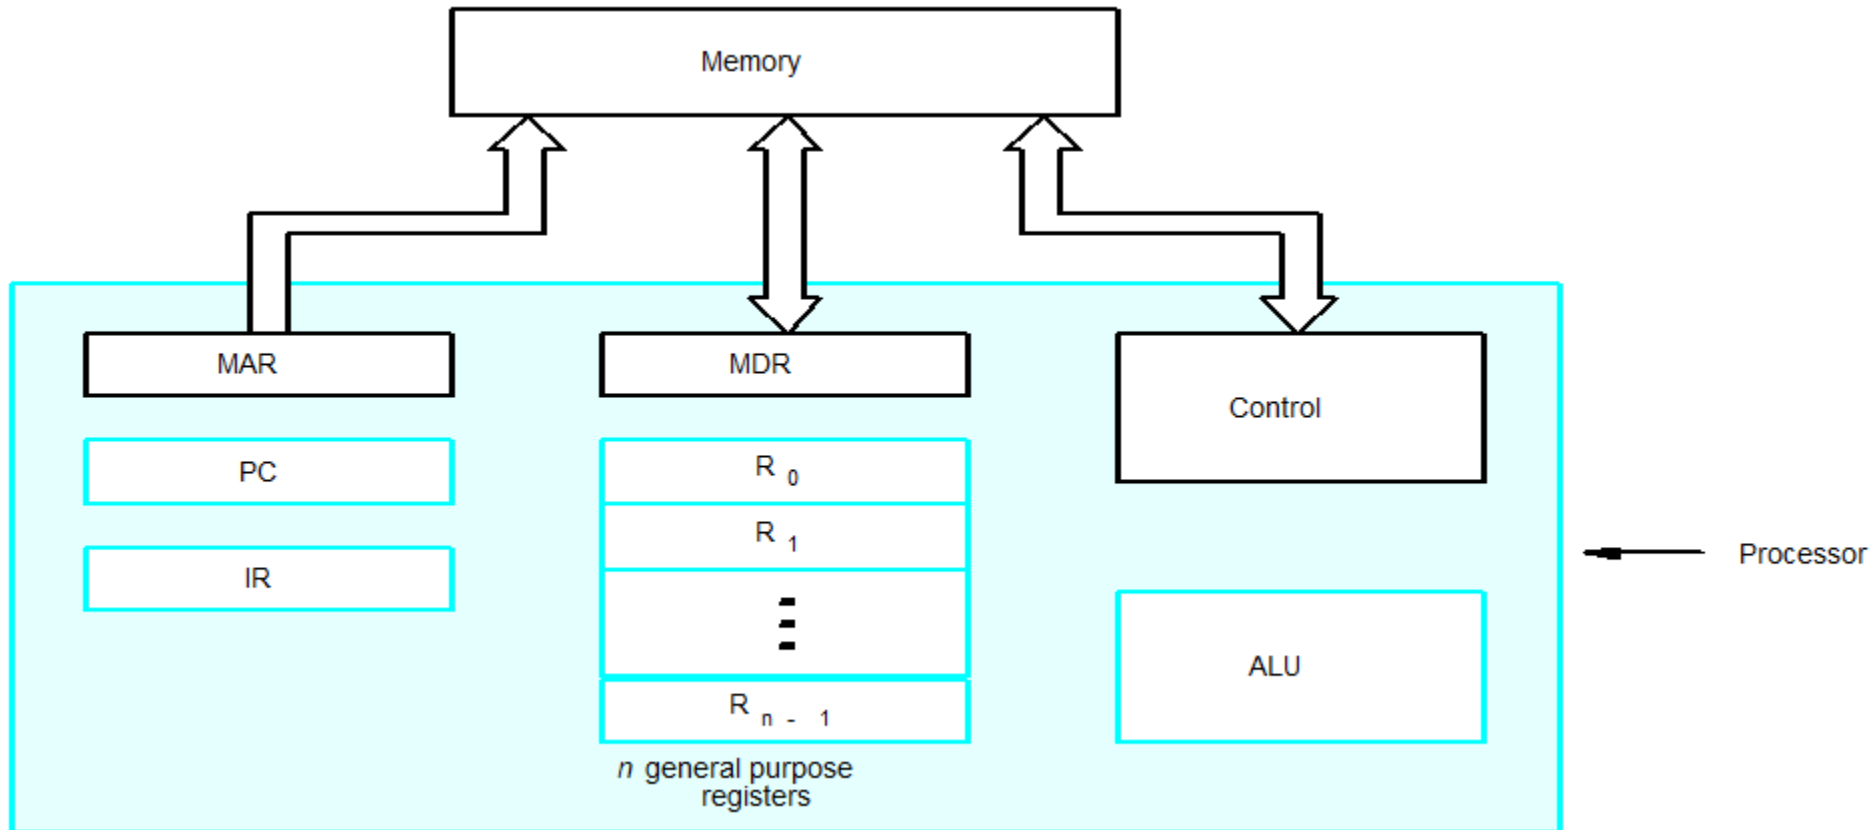 Memory
MAR
MDR
Control
PC
R 0
R 1
IR
Processor
ALU
R n - 1
n general purpose
registers